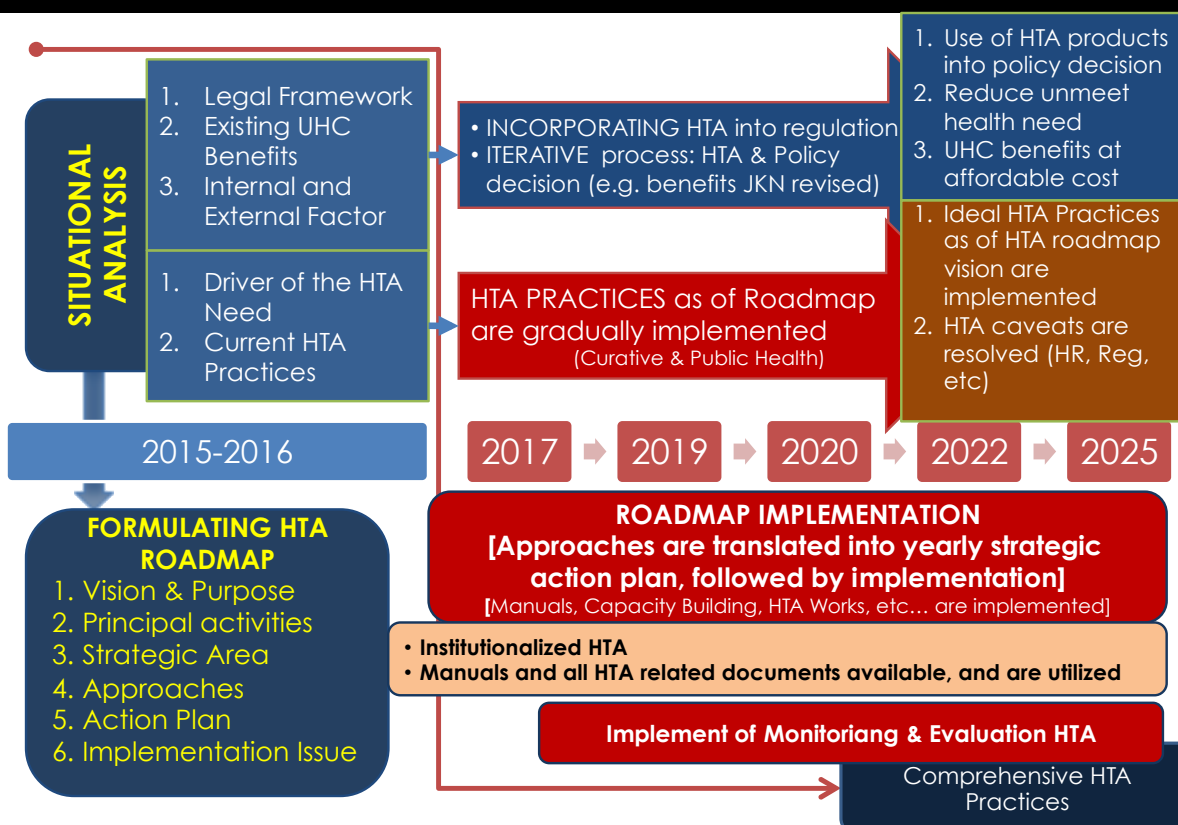 SITUATIONAL
ANALYSIS
1. Legal Framework
2. Existing UHC
Benefits
3. Internal and
External Factor
1. Driver of the HTA
Need
2. Current HTA
Practices
• INCORPORATING HTA into regulation
• ITERATIVE process: HTA & Policy
decision (e.g. benefits JKN revised)
HTA PRACTICES as of Roadmap
are gradually implemented
(Curative & Public Health)
1. Use of HTA products
into policy decision
2. Reduce unmeet
health need
3. UHC benefits at
affordable cost
1. Ideal HTA Practices
as of HTA roadmap
vision are
implemented
2. HTA caveats are
resolved (HR, Reg,
etc)
2015-2016
2017
2019
2020
2022
2025
FORMULATING HTA
ROADMAP
1. Vision & Purpose
2. Principal activities
3. Strategic Area
4. Approaches
5. Action Plan
6. Implementation Issue
ROADMAP IMPLEMENTATION
[Approaches are translated into yearly strategic
action plan, followed by implementation]
[Manuals, Capacity Building, HTA Works, etc… are implemented]
• Institutionalized HTA
• Manuals and all HTA related documents available, and are utilized
Implement of Monitoriang & Evaluation HTA
Comprehensive HTA
Practices